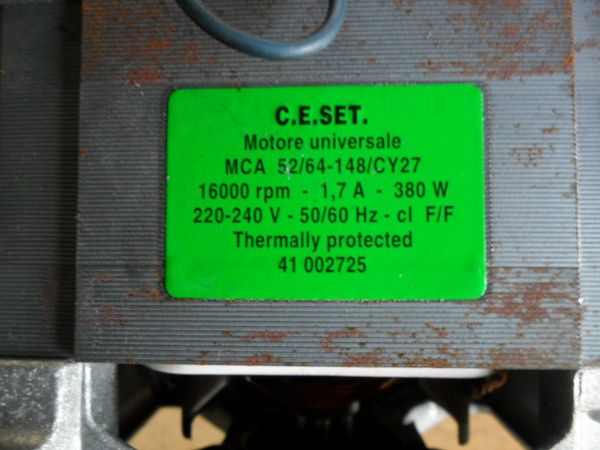 C.E.SET.
Motore universale
MCA 52/64-148/CY27
16000 rpm - 1,7 A - 380 W
220-240 V - 50/60 Hz - cl F/F
Thermally protected
41 002725